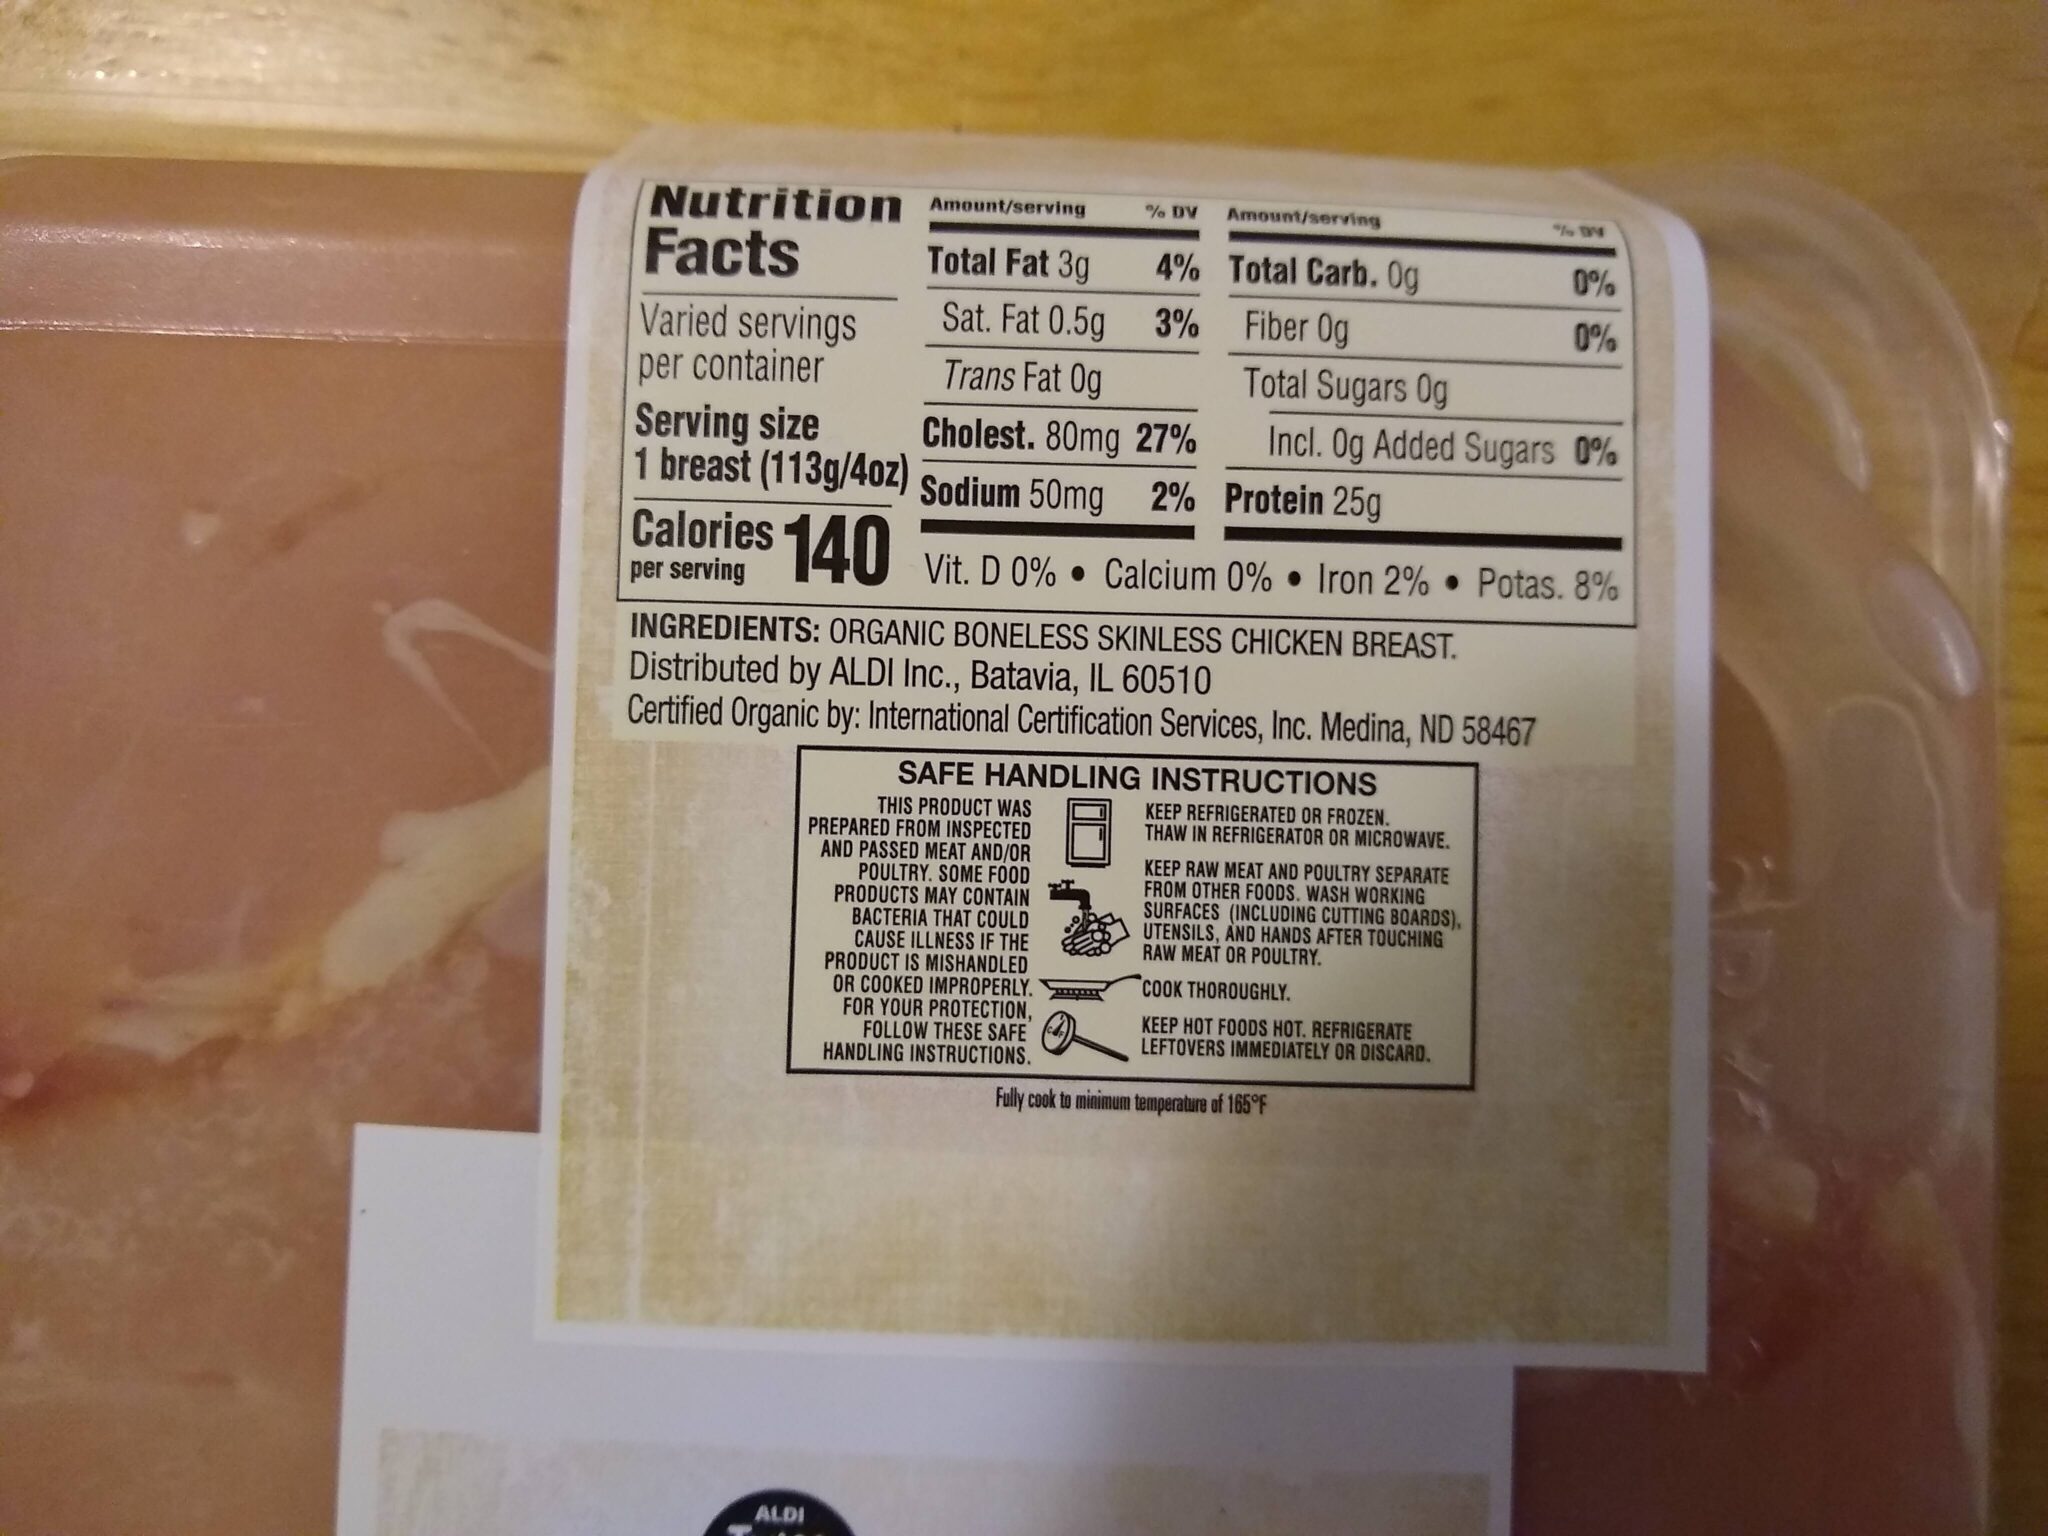 Nutrition
Facts
Varied servings
per container
Serving size
1 breast (113g/4oz)
Calories 140
per serving
Amount/serving % DV
Total Fat 3g 4%
Sat. Fat 0.5g 3%
Trans Fat 0g
Cholest. 80mg 27%
Sodium 50mg 2%
Amount/serving % DV
Total Carb. 0g 0%
Fiber 0g 0%
Total Sugars 0g
Incl. 0g Added Sugars 0%
Protein 25g
Vit. D 0% • Calcium 0% • Iron 2% • Potas. 8%
INGREDIENTS: ORGANIC BONELESS SKINLESS CHICKEN BREAST.
Distributed by ALDI Inc., Batavia, IL 60510
Certified Organic by: International Certification Services, Inc. Medina, ND 58467
SAFE HANDLING INSTRUCTIONS
THIS PRODUCT WAS
PREPARED FROM INSPECTED
AND PASSED MEAT AND/OR
POULTRY. SOME FOOD
PRODUCTS MAY CONTAIN
BACTERIA THAT COULD
CAUSE ILLNESS IF THE
PRODUCT IS MISHANDLED
OR COOKED IMPROPERLY.
FOR YOUR PROTECTION,
FOLLOW THESE SAFE
HANDLING INSTRUCTIONS.
KEEP REFRIGERATED OR FROZEN.
THAW IN REFRIGERATOR OR MICROWAVE.
KEEP RAW MEAT AND POULTRY SEPARATE
FROM OTHER FOODS. WASH WORKING
SURFACES (INCLUDING CUTTING BOARDS),
UTENSILS, AND HANDS AFTER TOUCHING
RAW MEAT OR POULTRY.
COOK THOROUGHLY.
KEEP HOT FOODS HOT. REFRIGERATE
LEFTOVERS IMMEDIATELY OR DISCARD.
Fully cook to minimum temperature of 165°F
ALDI